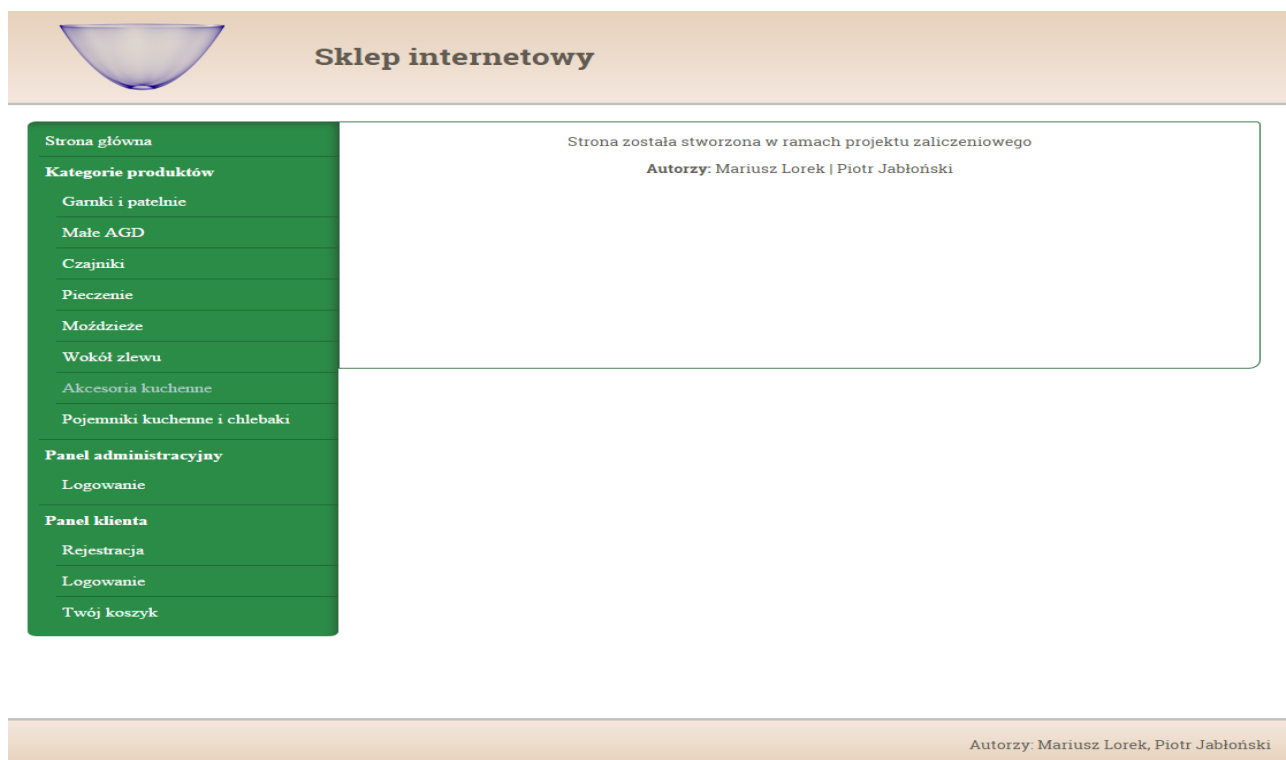 Sklep internetowy
Strona główna
Kategorie produktów
Garnki i patelnie
Małe AGD
Czajniki
Pieczenie
Moździeże
Wokół zlewu
Akcesoria kuchenne
Pojemniki kuchenne i chlebaki
Panel administracyjny
Logowanie
Panel klienta
Rejestracja
Logowanie
Twój koszyk
Strona została stworzona w ramach projektu zaliczeniowego
Autorzy: Mariusz Lorek | Piotr Jabłoński
Autorzy: Mariusz Lorek, Piotr Jabłoński